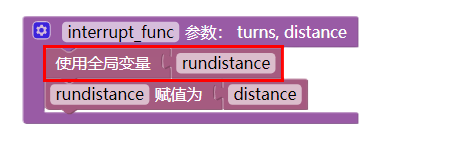 interrupt_func 参数： turns, distance
使用全局变量 rundistance
rundistance 赋值为 distance